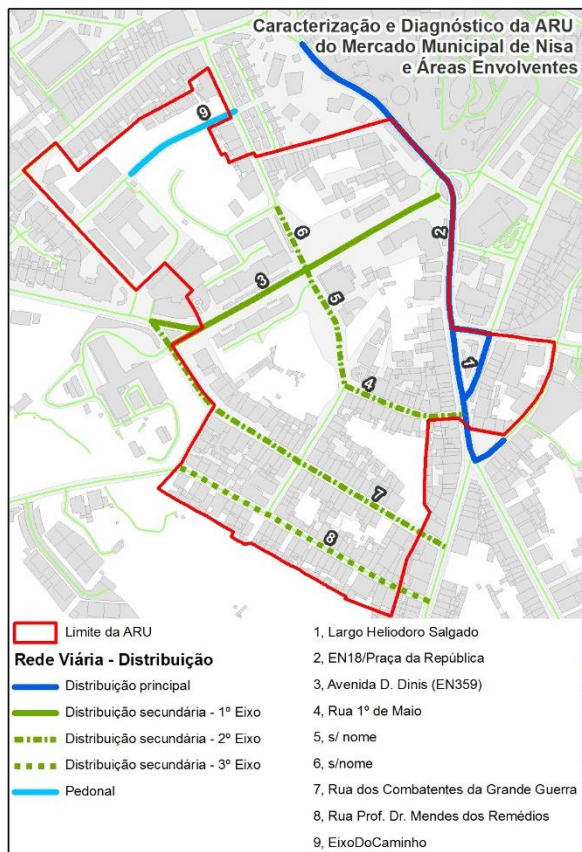 Caracterização e Diagnóstico da ARU
do Mercado Municipal de Nisa
e Áreas Envolventes
9
6
2
3
5
1
4
7
8
Limite da ARU
Rede Viária - Distribuição
Distribuição principal
Distribuição secundária - 1º Eixo
Distribuição secundária - 2º Eixo
Distribuição secundária - 3º Eixo
Pedonal
1, Largo Heliodoro Salgado
2, EN18/Praça da República
3, Avenida D. Dinis (EN359)
4, Rua 1º de Maio
5, s/ nome
6, s/nome
7, Rua dos Combatentes da Grande Guerra
8, Rua Prof. Dr. Mendes dos Remédios
9, EixoDoCaminho